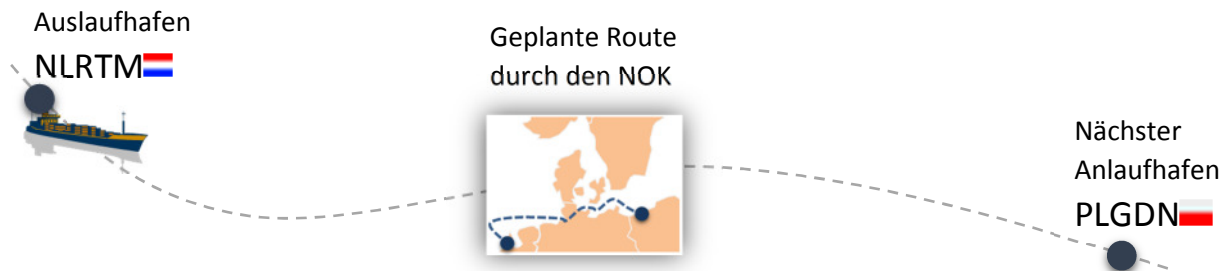 Auslaufhafen
NLRTM
Geplante Route
durch den NOK
Nächster
Anlaufhafen
PLGDN